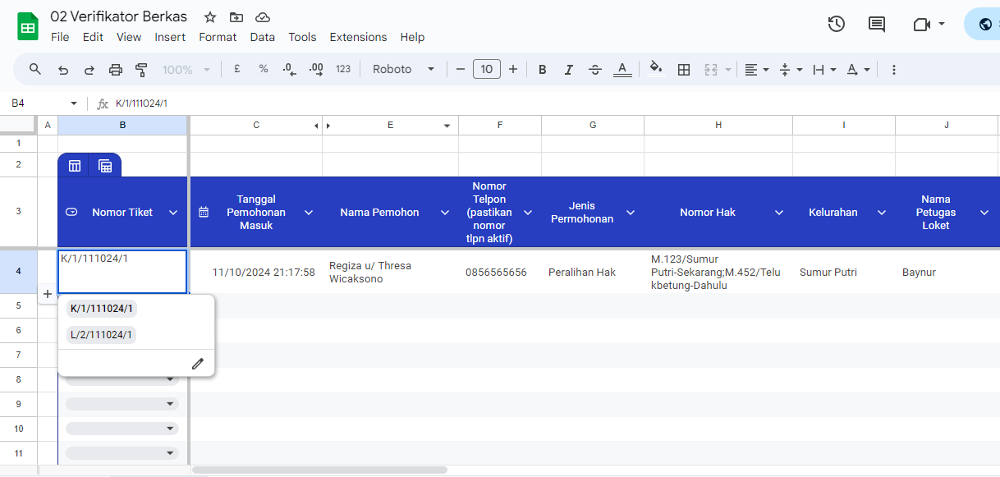 02 Verifikator Berkas
File Edit View Insert Format Data Tools Extensions Help
100% £ % .0 .00 123 Roboto 10 B I S A A
B4 fx K/1/111024/1
A B C E F G H I J
1
2
3
Nomor Tiket
Tanggal
Pemohonan
Masuk
Nama Pemohon
Nomor
Telpon
(pastikan
nomor
tlpn aktif)
Jenis
Permohonan
Nomor Hak
Kelurahan
Nama
Petugas
Loket
4
K/1/111024/1
11/10/2024 21:17:58
Regiza u/ Thresa
Wicaksono
0856565656
Peralihan Hak
M.123/Sumur
Putri-Sekarang;M.452/Telu
kbetung-Dahulu
Sumur Putri
Baynur
K/1/111024/1
L/2/111024/1
5
6
7
8
9
10
11